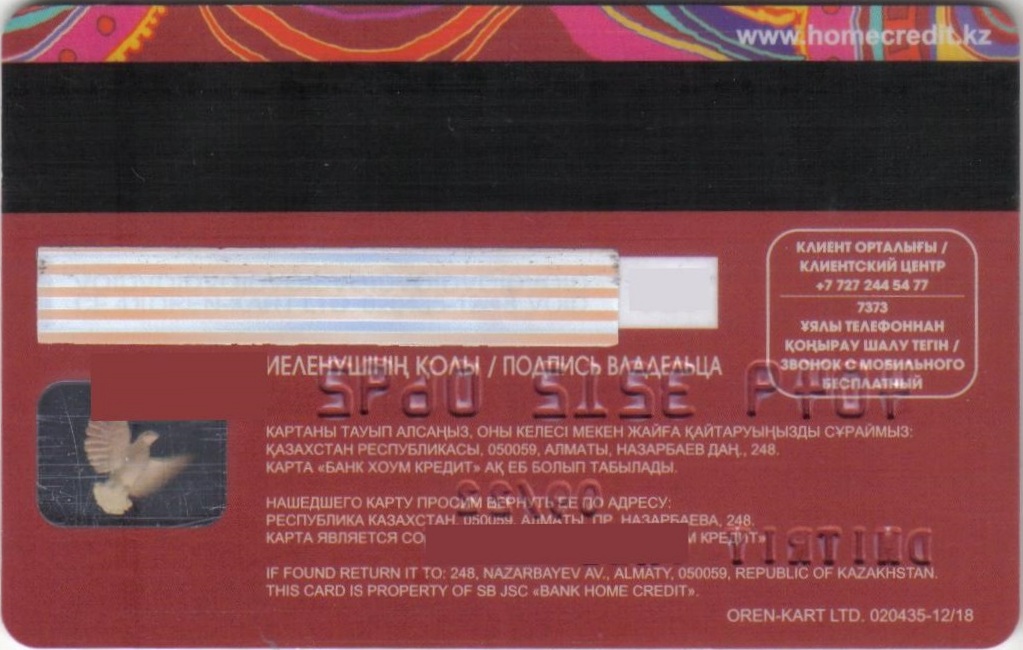 www.homecredit.kz
КЛИЕНТ ОРТАЛЫҒЫ /
КЛИЕНТСКИЙ ЦЕНТР
+7 727 244 54 77
7373
ҰЯЛЫ ТЕЛЕФОННАН
ҚОҢЫРАУ ШАЛУ ТЕГІН /
ЗВОНОК С МОБИЛЬНОГО
БЕСПЛАТНЫЙ
ИЕЛЕНУШІНІҢ ҚОЛЫ / ПОДПИСЬ ВЛАДЕЛЬЦА
КАРТАНЫ ТАУЫП АЛСАҢЫЗ, ОНЫ КЕЛЕСІ МЕКЕН ЖАЙҒА ҚАЙТАРУЫҢЫЗДЫ СҰРАЙМЫЗ:
ҚАЗАХСТАН РЕСПУБЛИКАСЫ, 050059, АЛМАТЫ, НАЗАРБАЕВ ДАҢ., 248.
КАРТА «БАНК ХОУМ КРЕДИТ» АҚ ЕБ БОЛЫП ТАБЫЛАДЫ.
НАШЕДШЕГО КАРТУ ПРОСИМ ВЕРНУТЬ ЕЕ ПО АДРЕСУ:
РЕСПУБЛИКА КАЗАХСТАН, 050059, АЛМАТЫ, ПР. НАЗАРБАЕВА, 248.
КАРТА ЯВЛЯЕТСЯ КРЕДИТ»
IF FOUND RETURN IT TO: 248, NAZARBAYEV AV., ALMATY, 050059, REPUBLIC OF KAZAKHSTAN.
THIS CARD IS PROPERTY OF SB JSC «BANK HOME CREDIT».
OREN-KART LTD. 020435-12/18